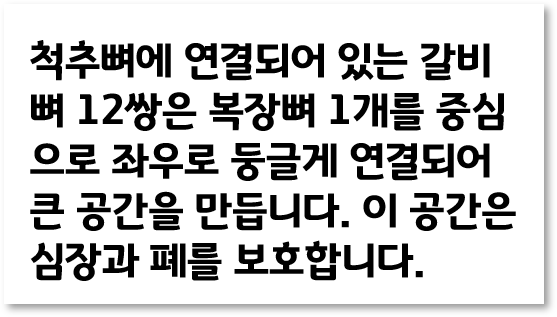 척추뼈에 연결되어 있는 갈비
뼈 12쌍은 복장뼈 1개를 중심
으로 좌우로 둥글게 연결되어
큰 공간을 만듭니다. 이 공간은
심장과 폐를 보호합니다.